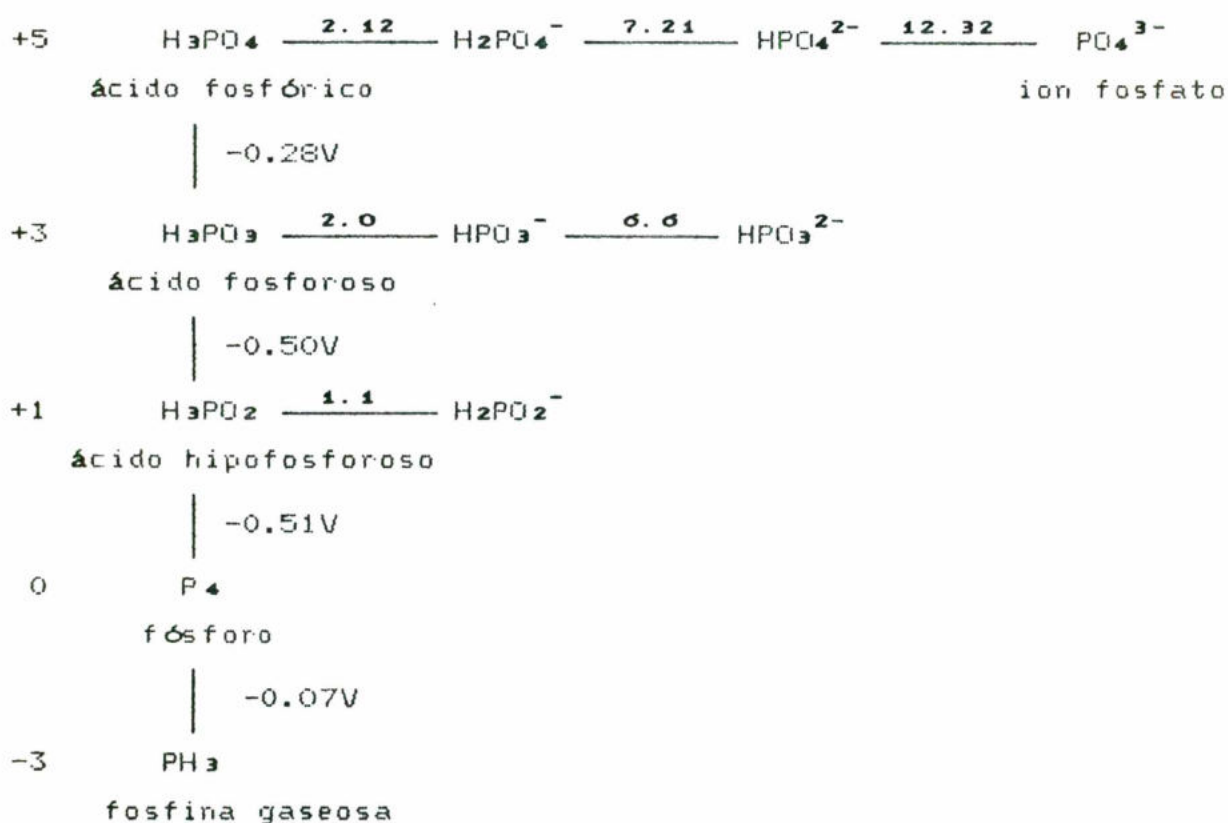 +5 H3PO4 2.12 H2PO4- 7.21 HPO4 2- 12.32 PO4 3-
ácido fosfórico ion fosfato
-0.28V
+3 H3PO3 2.0 HPO3- 6.6 HPO3 2-
ácido fosforoso
-0.50V
+1 H3PO2 1.1 H2PO2-
ácido hipofosforoso
-0.51V
0 P4
fósforo
-0.07V
-3 PH3
fosfina gaseosa